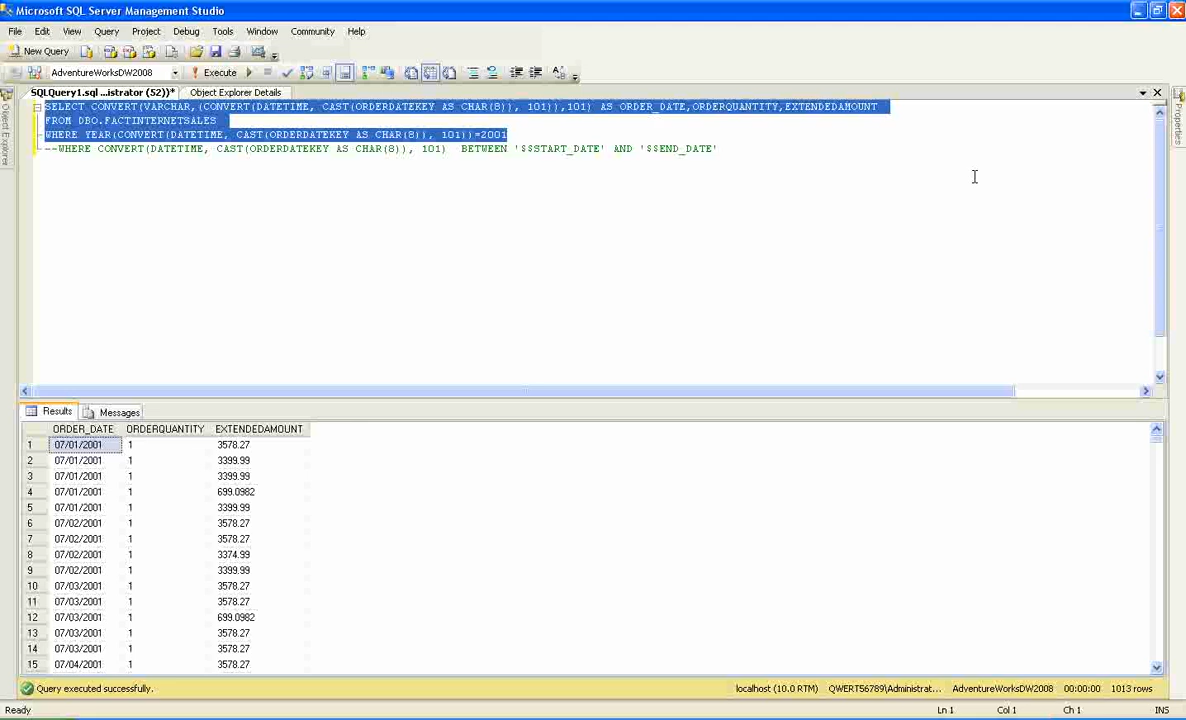 Microsoft SQL Server Management Studio
File Edit View Query Project Debug Tools Window Community Help
New Query
AdventureWorksDW2008 Execute
SQLQuery1.sql ...istrator (52))* Object Explorer Details
Object Explorer
Properties
SELECT CONVERT(VARCHAR,(CONVERT(DATETIME, CAST(ORDERDATEKEY AS CHAR(8)), 101)),101) AS ORDER_DATE,ORDERQUANTITY,EXTENDEDAMOUNT
FROM DBO.FACTINTERNETSALES
WHERE YEAR(CONVERT(DATETIME, CAST(ORDERDATEKEY AS CHAR(8)), 101))=2001
--WHERE CONVERT(DATETIME, CAST(ORDERDATEKEY AS CHAR(8)), 101) BETWEEN '$$START_DATE' AND '$$END_DATE'
Results Messages
ORDER_DATE ORDERQUANTITY EXTENDEDAMOUNT
1 07/01/2001 1 3578.27
2 07/01/2001 1 3399.99
3 07/01/2001 1 3399.99
4 07/01/2001 1 699.0982
5 07/01/2001 1 3399.99
6 07/02/2001 1 3578.27
7 07/02/2001 1 3578.27
8 07/02/2001 1 3374.99
9 07/02/2001 1 3399.99
10 07/03/2001 1 3578.27
11 07/03/2001 1 3578.27
12 07/03/2001 1 699.0982
13 07/03/2001 1 3578.27
14 07/03/2001 1 3578.27
15 07/04/2001 1 3578.27
Query executed successfully. localhost (10.0 RTM) QWERT56789\Administrat... AdventureWorksDW2008 00:00:00 1013 rows
Ready Ln 1 Col 1 Ch 1 INS